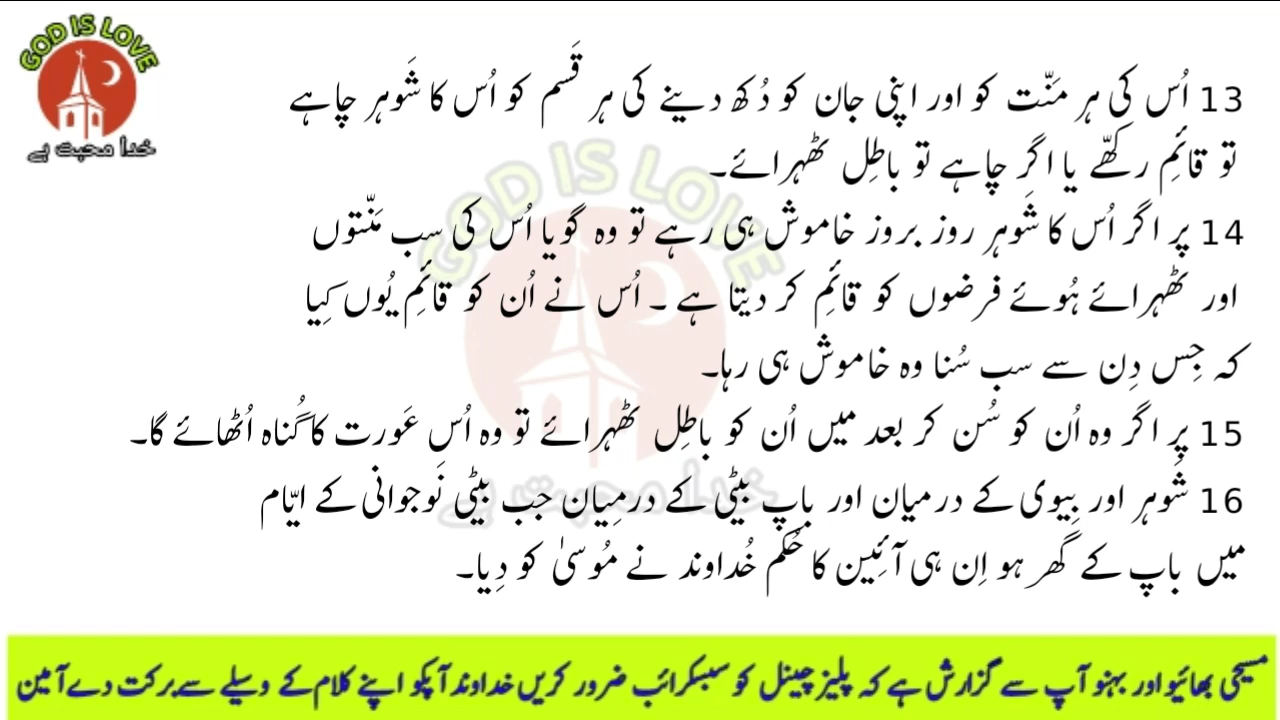 GOD IS LOVE
خدا محبت ہے
13 اُس کی ہر مَنّت کو اور اپنی جان کو دُکھ دینے کی ہر قَسم کو اُس کا شَوہر چاہے
تو قائِم رکھّے یا اگر چاہے تو باطِل ٹھہرائے۔
14 پر اگر اُس کا شَوہر روز بروز خاموش ہی رہے تو وہ گویا اُس کی سب مَنّتوں
اور ٹھہرائے ہُوئے فرضوں کو قائِم کر دیتا ہے ۔ اُس نے اُن کو قائِم یُوں کِیا
کہ جِس دِن سے سب سُنا وہ خاموش ہی رہا۔
15 پر اگر وہ اُن کو سُن کر بعد میں اُن کو باطِل ٹھہرائے تو وہ اُس عَورت کا گُناہ اُٹھائے گا۔
16 شَوہر اور بِیوی کے درمیان اور باپ بیٹی کے درمِیان جب بیٹی نَوجوانی کے ایّام
میں باپ کے گھر ہو اِن ہی آئِین کا حُکم خُداوند نے مُوسیٰ کو دِیا۔
GOD IS LOVE
خدا محبت ہے
مسیحی بھائیو اور بہنو آپ سے گزارش ہے کہ پلیز چینل کو سبسکرائب ضرور کریں خداوند آپکو اپنے کلام کے وسیلے سے برکت دے آمین